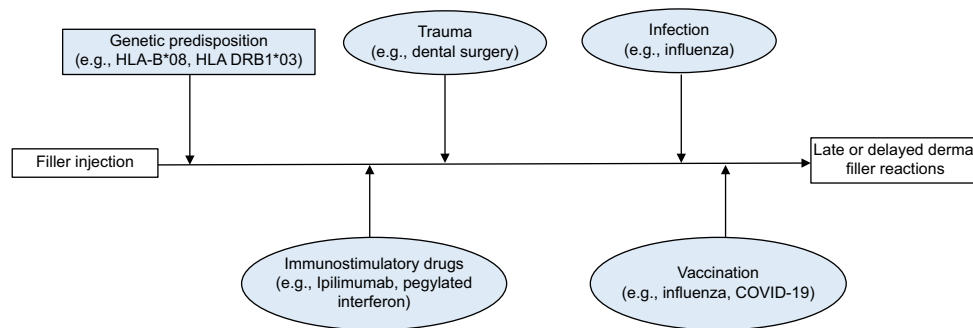 Genetic predisposition
(e.g., HLA-B*08, HLA DRB1*03)
Trauma
(e.g., dental surgery)
Infection
(e.g., influenza)
Filler injection
Late or delayed derma
filler reactions
Immunostimulatory drugs
(e.g., Ipilimumab, pegylated
interferon)
Vaccination
(e.g., influenza, COVID-19)